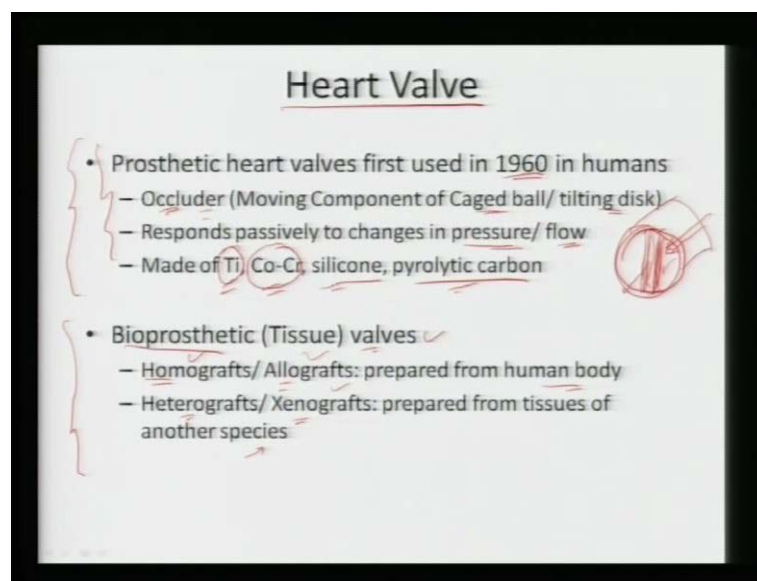 Heart Valve
• Prosthetic heart valves first used in 1960 in humans
– Occluder (Moving Component of Caged ball/ tilting disk)
– Responds passively to changes in pressure/ flow
– Made of Ti, Co-Cr, silicone, pyrolytic carbon
• Bioprosthetic (Tissue) valves
– Homografts/ Allografts: prepared from human body
– Heterografts/ Xenografts: prepared from tissues of
another species